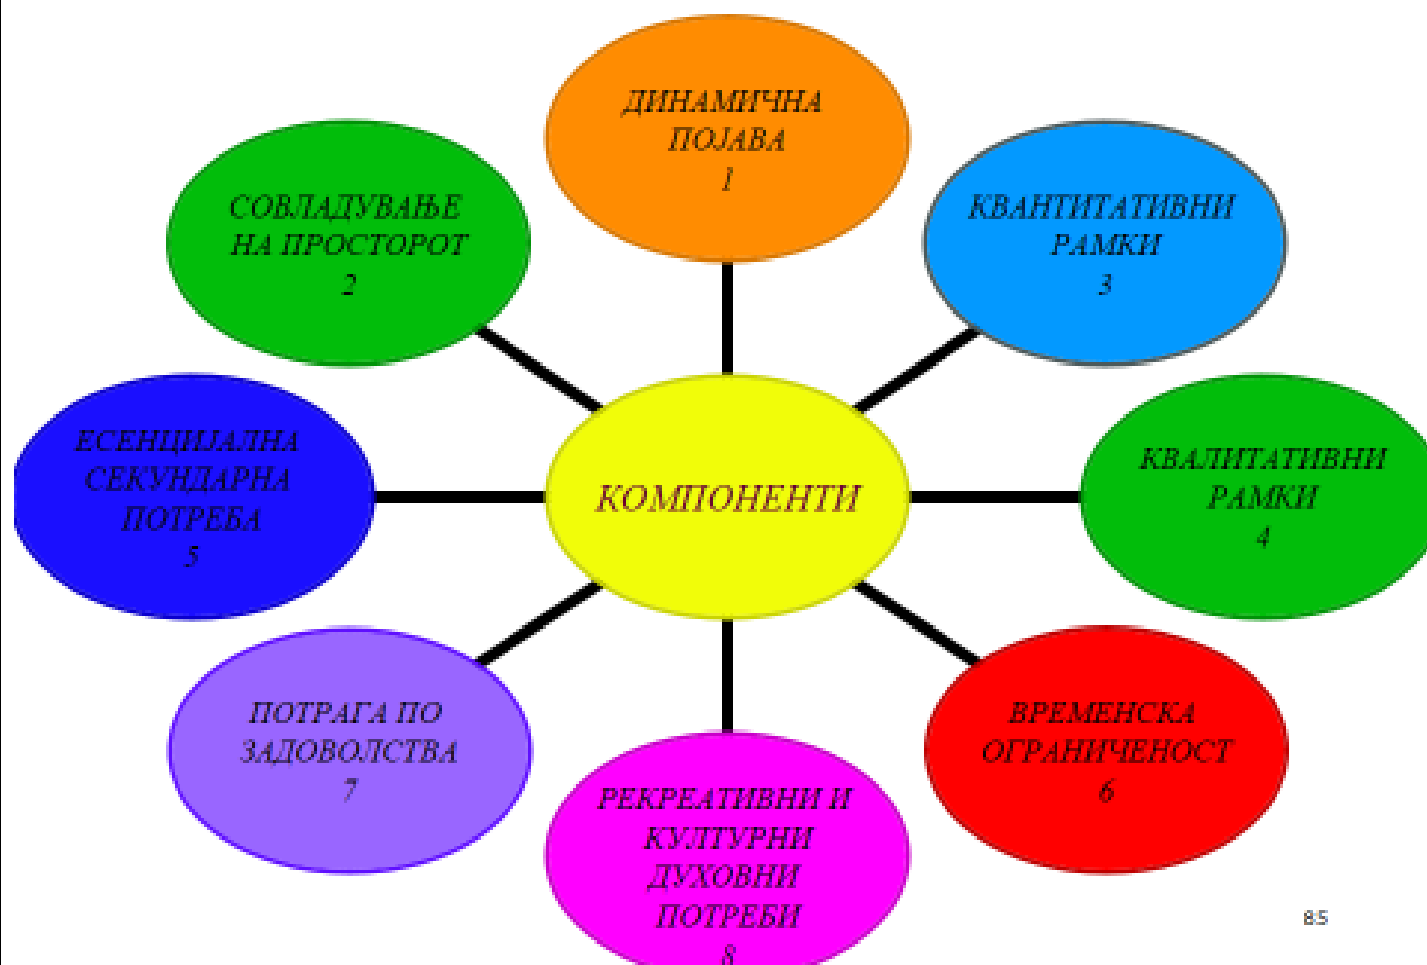 ДИНАМИЧНА
ПОЈАВА
1
СОВЛАДУВАЊЕ
НА ПРОСТОРОТ
2
КВАНТИТАТИВНИ
РАМКИ
3
ЕСЕНЦИЈАЛНА
СЕКУНДАРНА
ПОТРЕБА
5
КОМПОНЕНТИ
КВАЛИТАТИВНИ
РАМКИ
4
ПОТРАГА ПО
ЗАДОВОЛСТВА
7
ВРЕМЕНСКА
ОГРАНИЧЕНОСТ
6
РЕКРЕАТИВНИ И
КУЛТУРНИ
ДУХОВНИ
ПОТРЕБИ
8
85